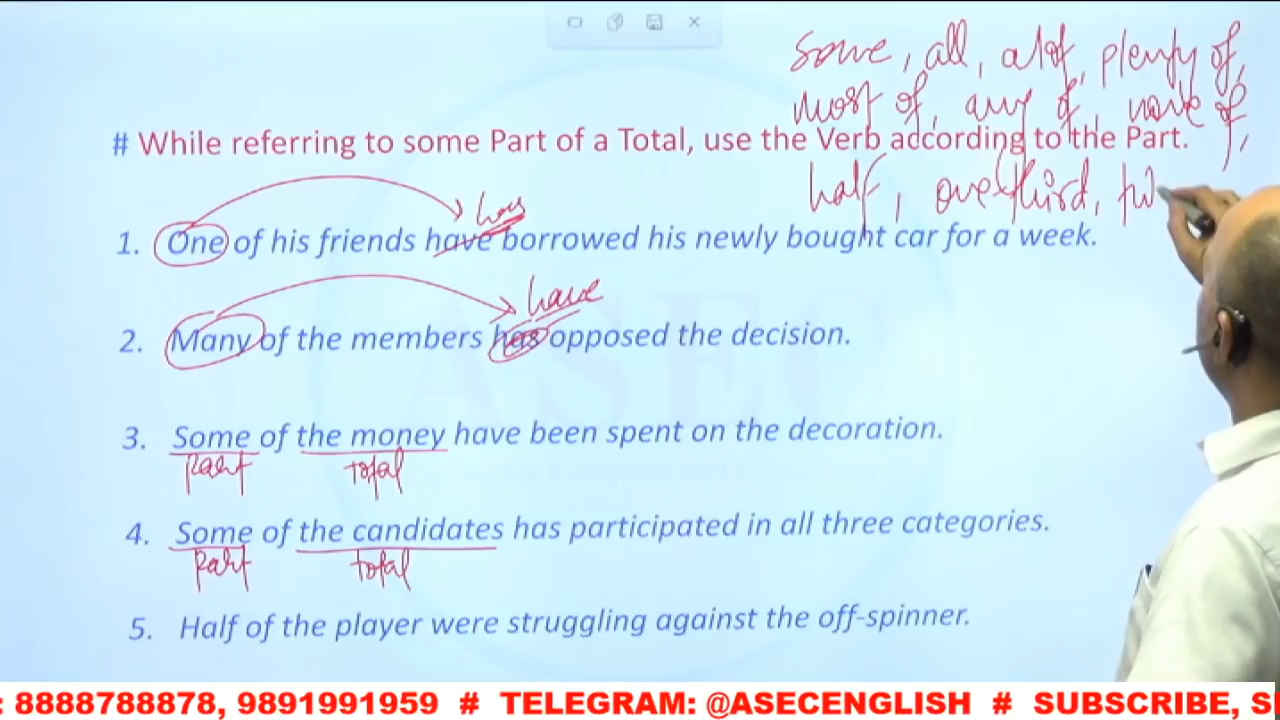 some, all, a lot, plenty of,
most of, any of, none of,
# While referring to some Part of a Total, use the Verb according to the Part.
half, one third,
has
1. One of his friends have borrowed his newly bought car for a week.
have
2. Many of the members has opposed the decision.
3. Some of the money have been spent on the decoration.
Part total
4. Some of the candidates has participated in all three categories.
Part total
5. Half of the player were struggling against the off-spinner.
ASEC
: 8888788878, 9891991959 # TELEGRAM: @ASECENGLISH # SUBSCRIBE, S